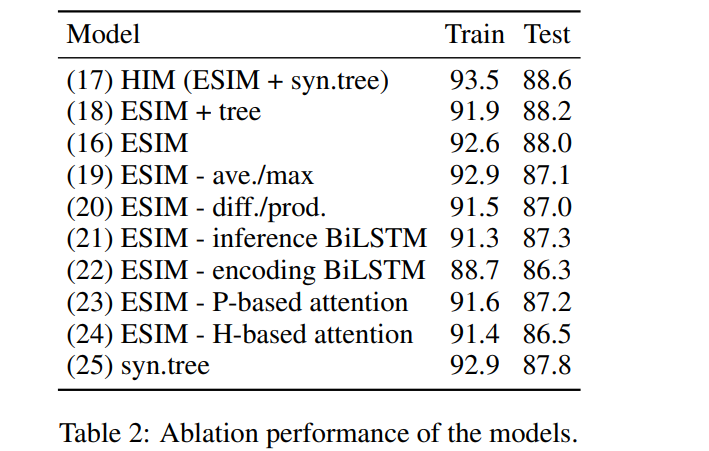 Model Train Test
(17) HIM (ESIM + syn.tree) 93.5 88.6
(18) ESIM + tree 91.9 88.2
(16) ESIM 92.6 88.0
(19) ESIM - ave./max 92.9 87.1
(20) ESIM - diff./prod. 91.5 87.0
(21) ESIM - inference BiLSTM 91.3 87.3
(22) ESIM - encoding BiLSTM 88.7 86.3
(23) ESIM - P-based attention 91.6 87.2
(24) ESIM - H-based attention 91.4 86.5
(25) syn.tree 92.9 87.8
Table 2: Ablation performance of the models.